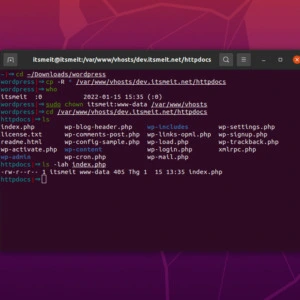 itsmeit@itsmeit:/var/www/vhosts/dev.itsmeit.net/httpdocs
cd ~/Downloads/wordpress
wordpress cp -R
/var/www/vhosts/dev.itsmeit.net/httpdocs
wordpress who
itsmeit :0 2022-01-15 15:35 (:0)
wordpress sudo chown itsmeit:www-data /var/www/vhosts
wordpress cd /var/www/vhosts/dev.itsmeit.net/httpdocs
httpdocs ls
index.php wp-blog-header.php wp-includes wp-settings.php
license.txt wp-comments-post.php wp-links-opml.php wp-signup.php
readme.html wp-config-sample.php wp-load.php wp-trackback.php
wp-activate.php wp-content wp-login.php xmlrpc.php
wp-admin wp-cron.php wp-mail.php
httpdocs ls -lah index.php
-rw-r--r-- 1 itsmeit www-data 405 Thg 1 15 13:35 index.php
httpdocs